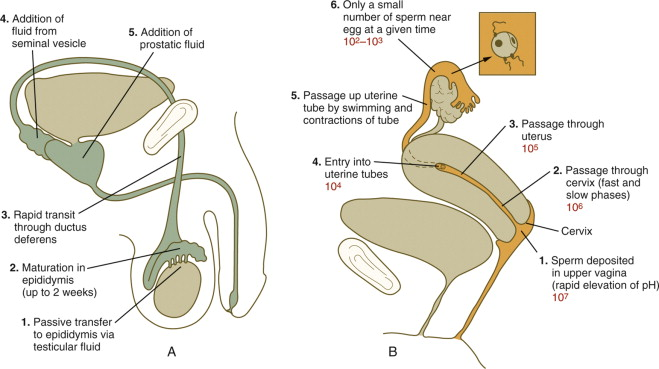 4. Addition of
fluid from
seminal vesicle
5. Addition of
prostatic fluid
3. Rapid transit
through ductus
deferens
2. Maturation in
epididymis
(up to 2 weeks)
1. Passive transfer
to epididymis via
testicular fluid
A
6. Only a small
number of sperm near
egg at a given time
10²–10³
5. Passage up uterine
tube by swimming and
contractions of tube
3. Passage through
uterus
10⁵
4. Entry into
uterine tubes
10⁴
2. Passage through
cervix (fast and
slow phases)
10⁶
Cervix
1. Sperm deposited
in upper vagina
(rapid elevation of pH)
10⁷
B